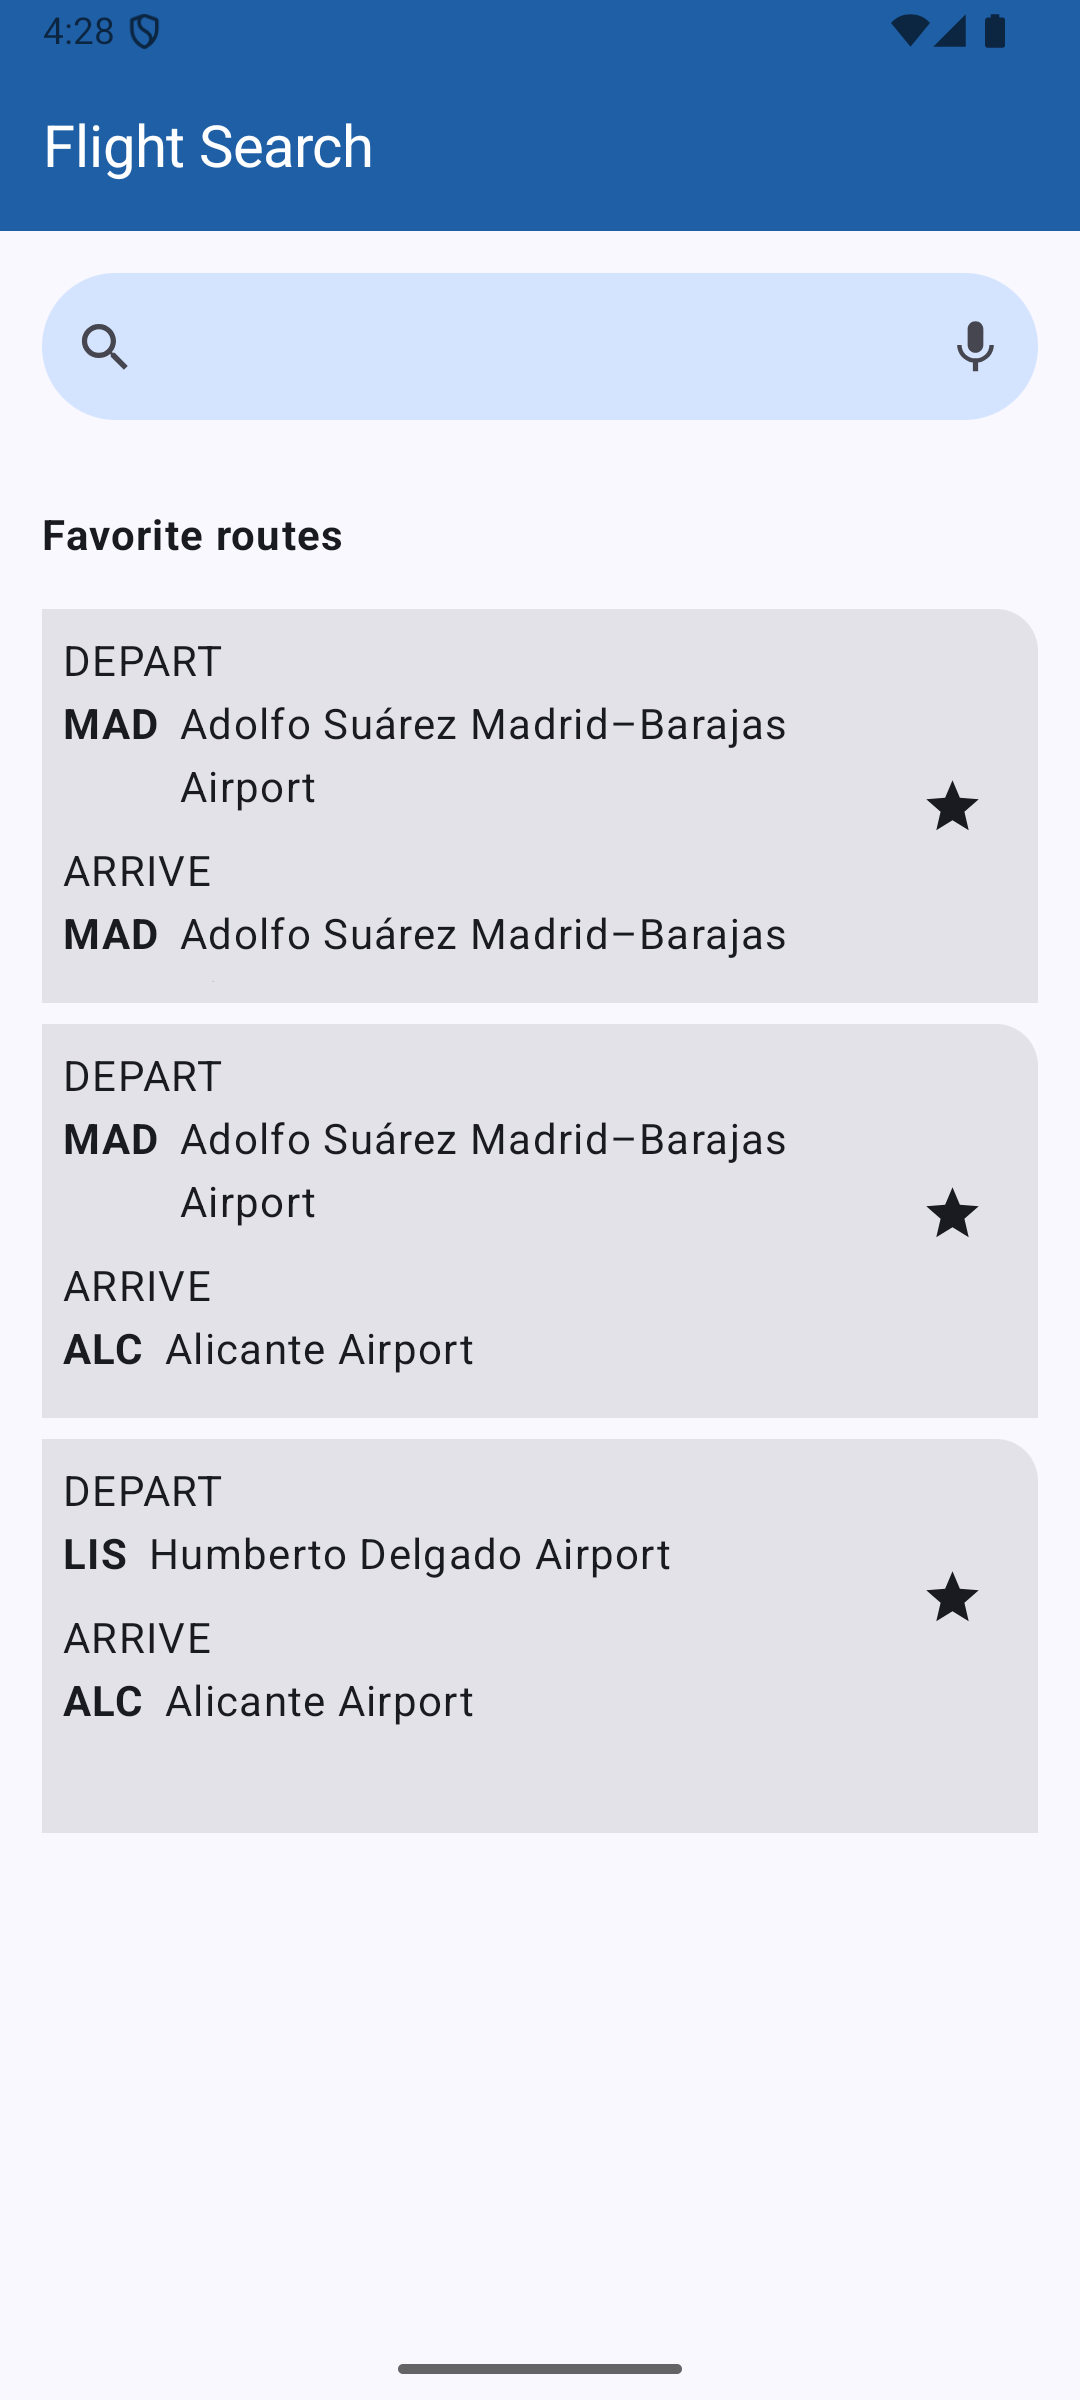 4:28
Flight Search
Favorite routes
DEPART
MAD Adolfo Suárez Madrid–Barajas
Airport
ARRIVE
MAD Adolfo Suárez Madrid–Barajas
DEPART
MAD Adolfo Suárez Madrid–Barajas
Airport
ARRIVE
ALC Alicante Airport
DEPART
LIS Humberto Delgado Airport
ARRIVE
ALC Alicante Airport